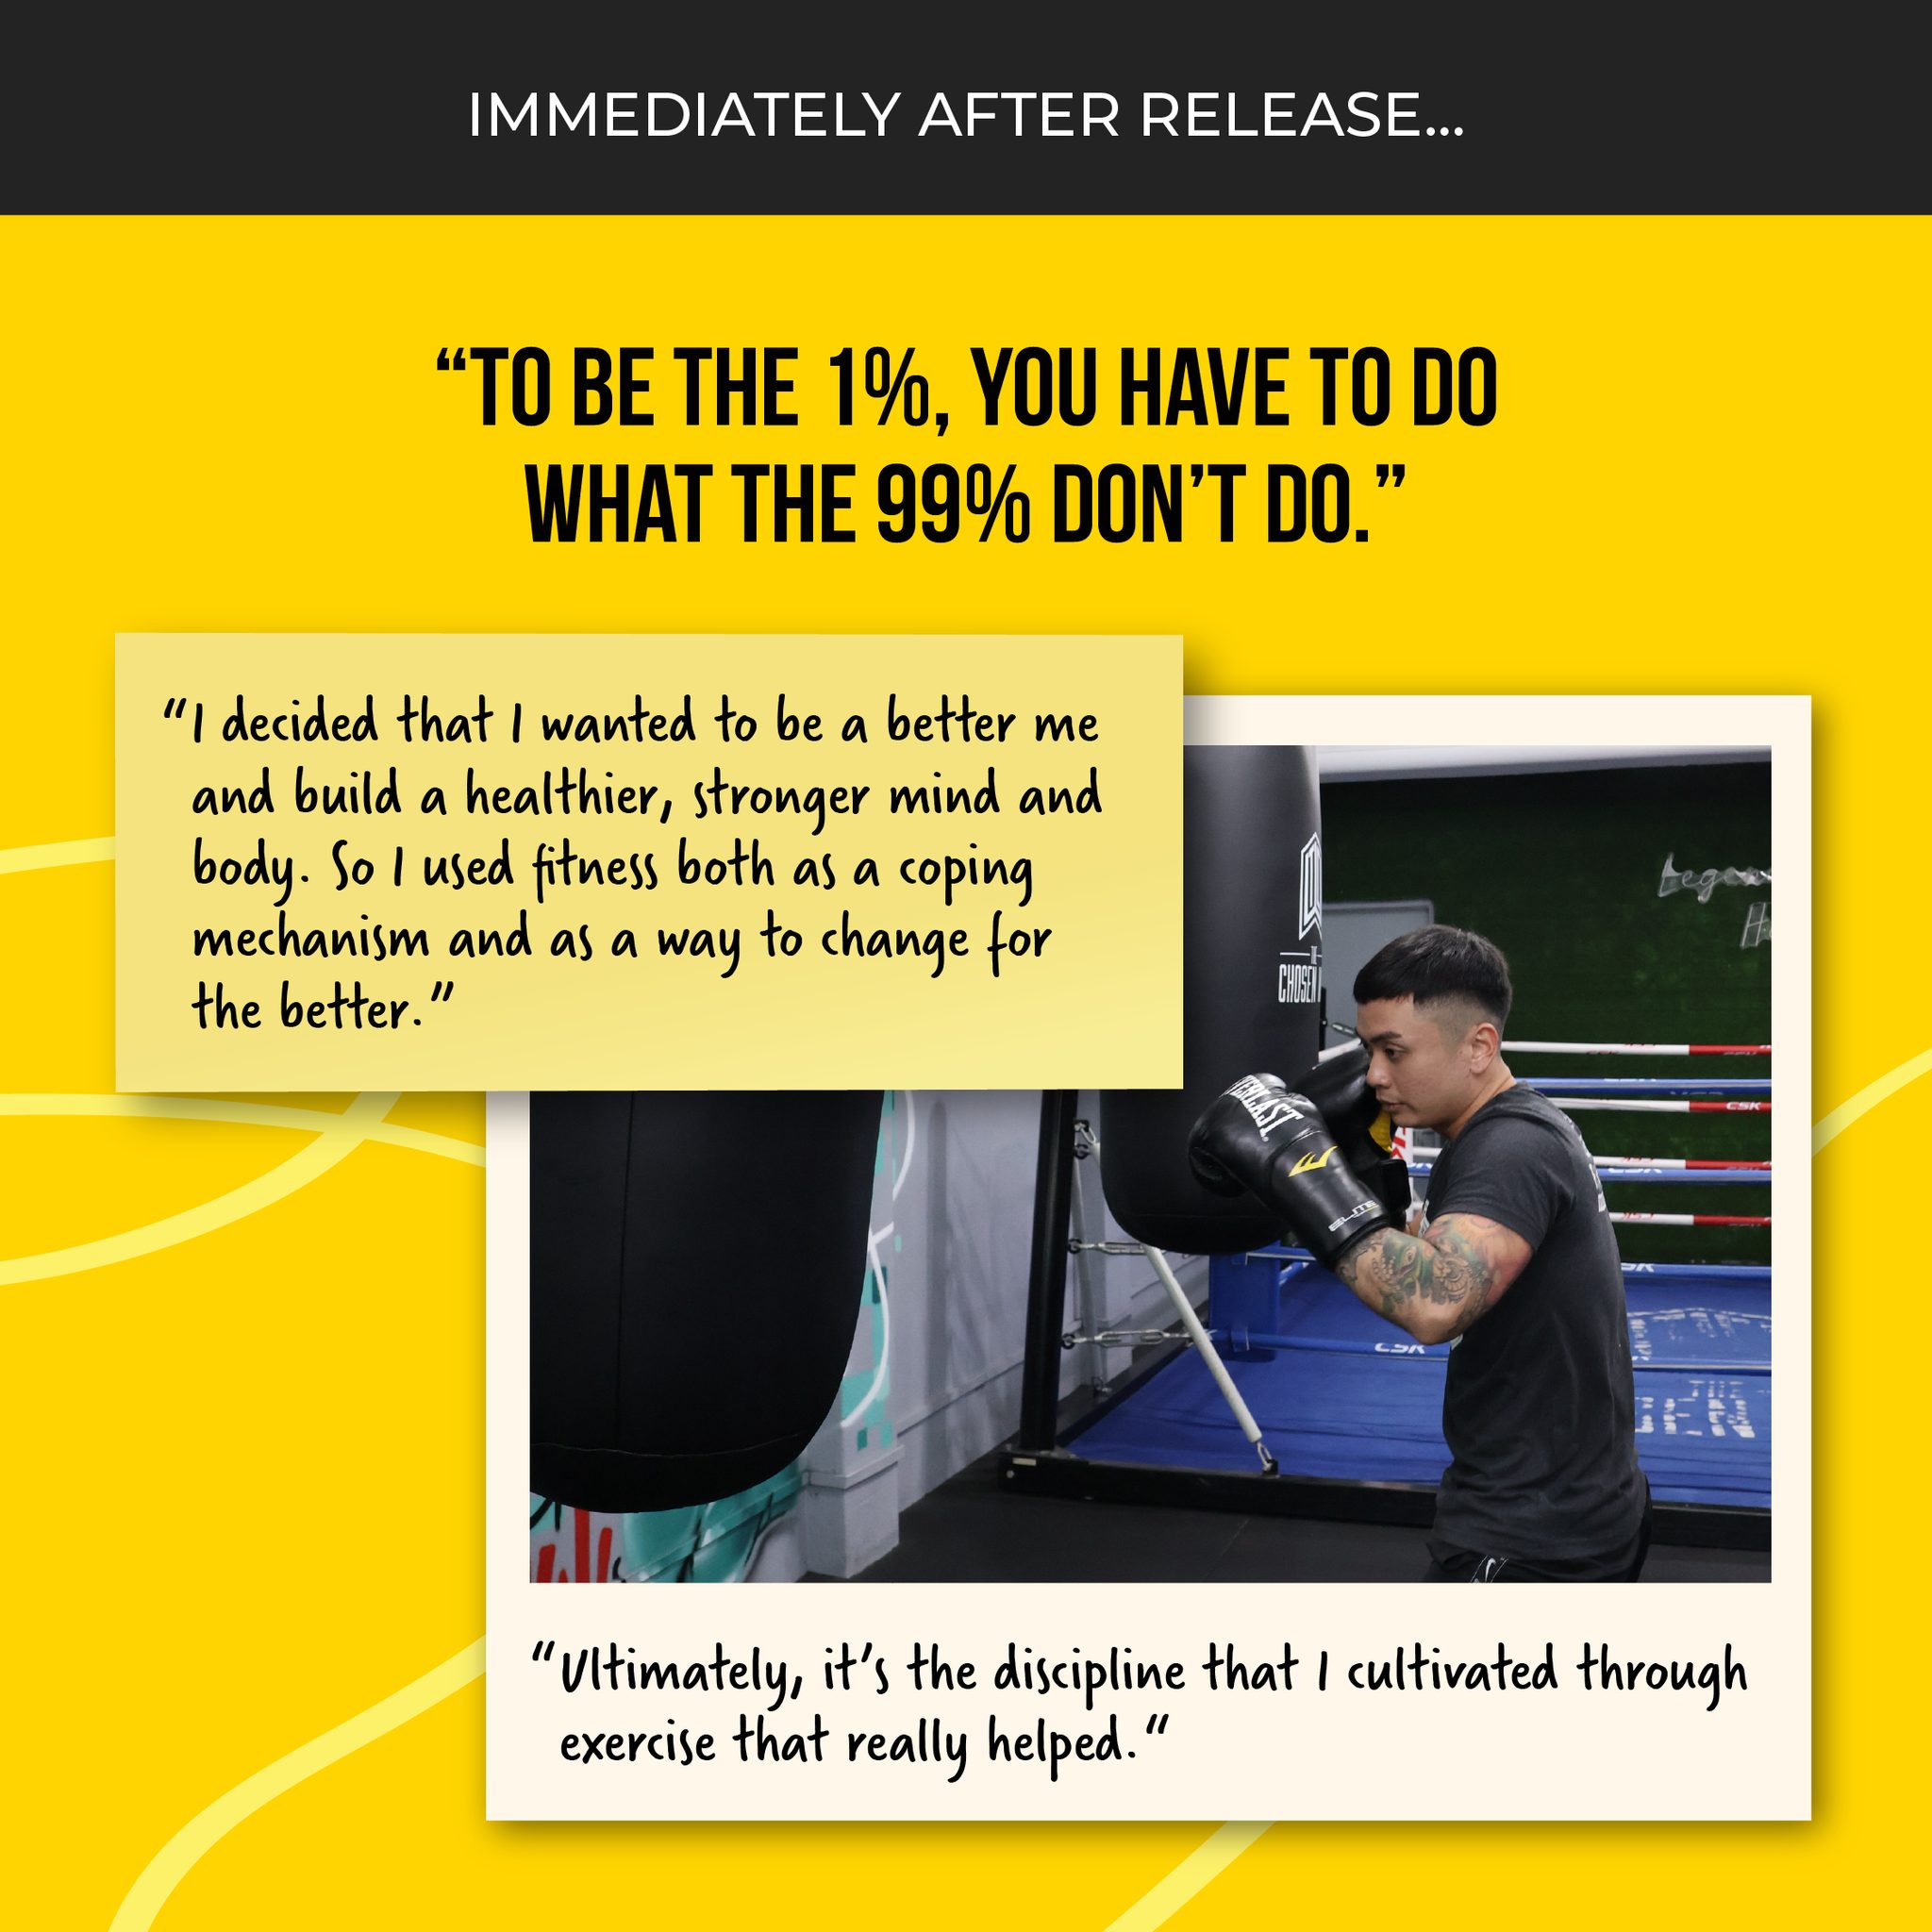 IMMEDIATELY AFTER RELEASE...
“TO BE THE 1%, YOU HAVE TO DO
WHAT THE 99% DON’T DO.”
“I decided that I wanted to be a better me
and build a healthier, stronger mind and
body. So I used fitness both as a coping
mechanism and as a way to change for
the better.”
THE
CHOSEN
EVERLAST
ELITE
CSK
CSK
CSK
“Ultimately, it’s the discipline that I cultivated through
exercise that really helped.“